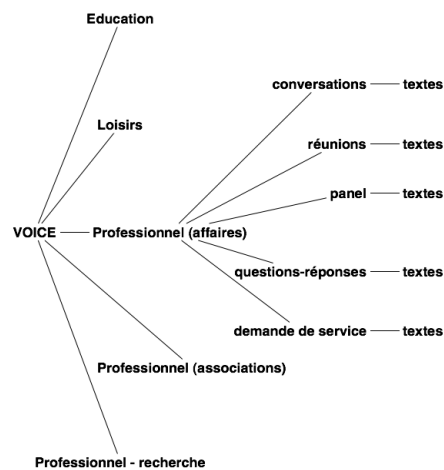 Education
Loisirs
conversations textes
réunions textes
panel textes
VOICE Professionnel (affaires)
questions-réponses textes
demande de service textes
Professionnel (associations)
Professionnel - recherche